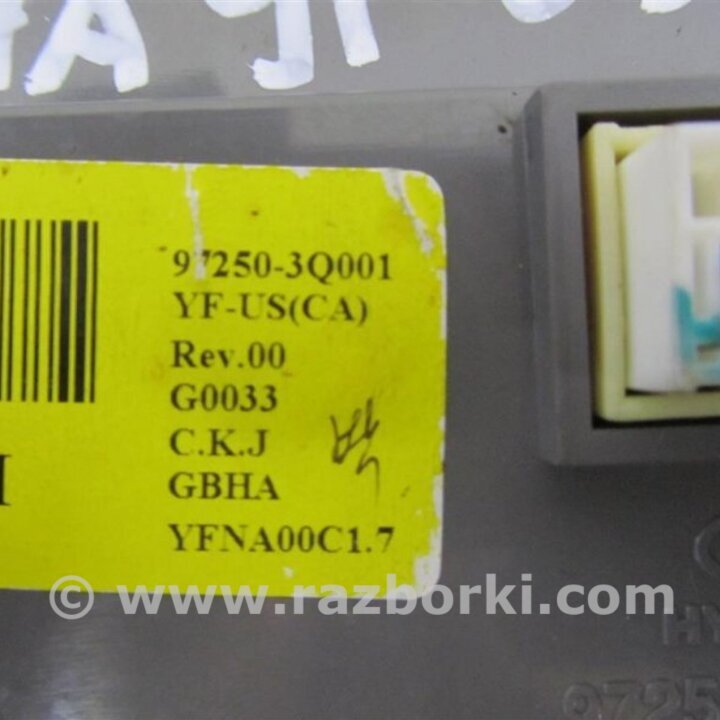 97250-3Q001
YF-US(CA)
Rev.00
G0033
C.K.J
GBHA
YFNA00C1.7
© www.razborki.com